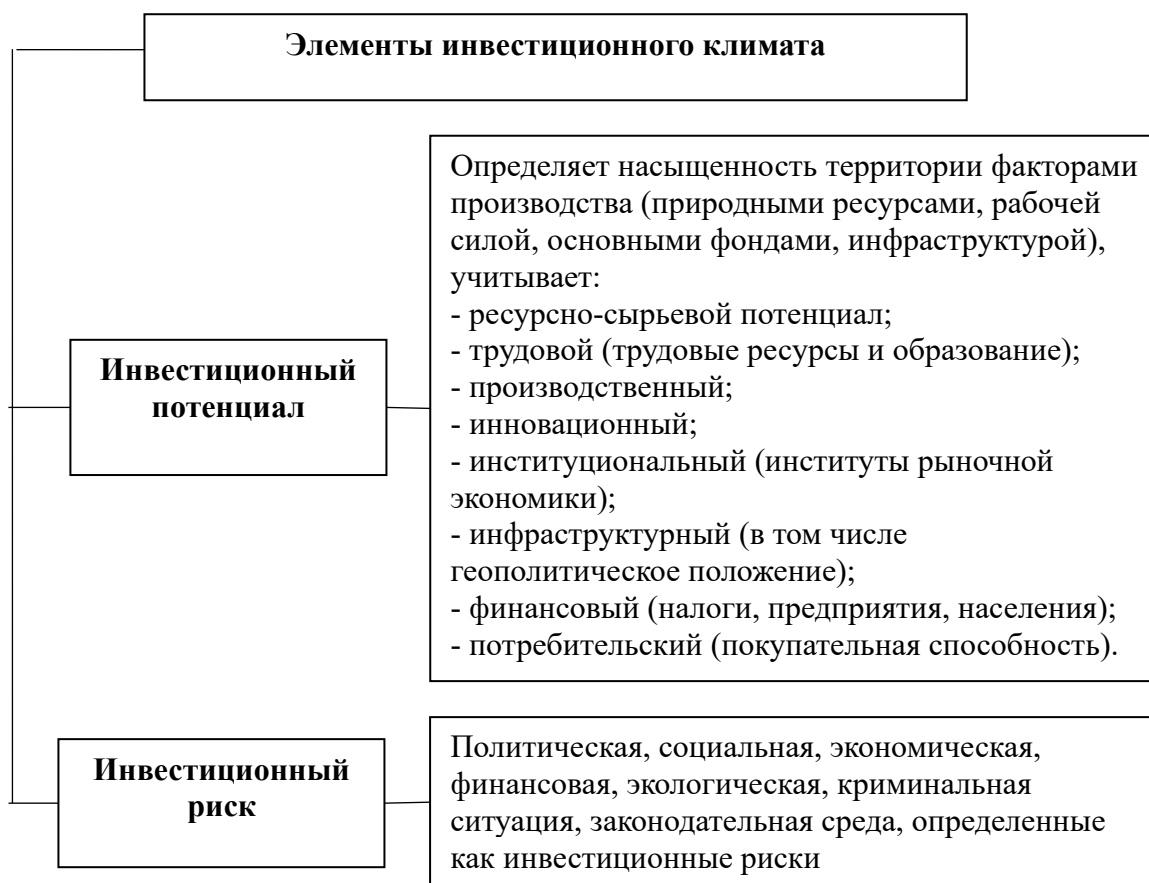 Элементы инвестиционного климата
Определяет насыщенность территории факторами
производства (природными ресурсами, рабочей
силой, основными фондами, инфраструктурой),
учитывает:
- ресурсно-сырьевой потенциал;
- трудовой (трудовые ресурсы и образование);
- производственный;
- инновационный;
- институциональный (институты рыночной
экономики);
- инфраструктурный (в том числе
геополитическое положение);
- финансовый (налоги, предприятия, населения);
- потребительский (покупательная способность).
Инвестиционный
потенциал
Инвестиционный
риск
Политическая, социальная, экономическая,
финансовая, экологическая, криминальная
ситуация, законодательная среда, определенные
как инвестиционные риски